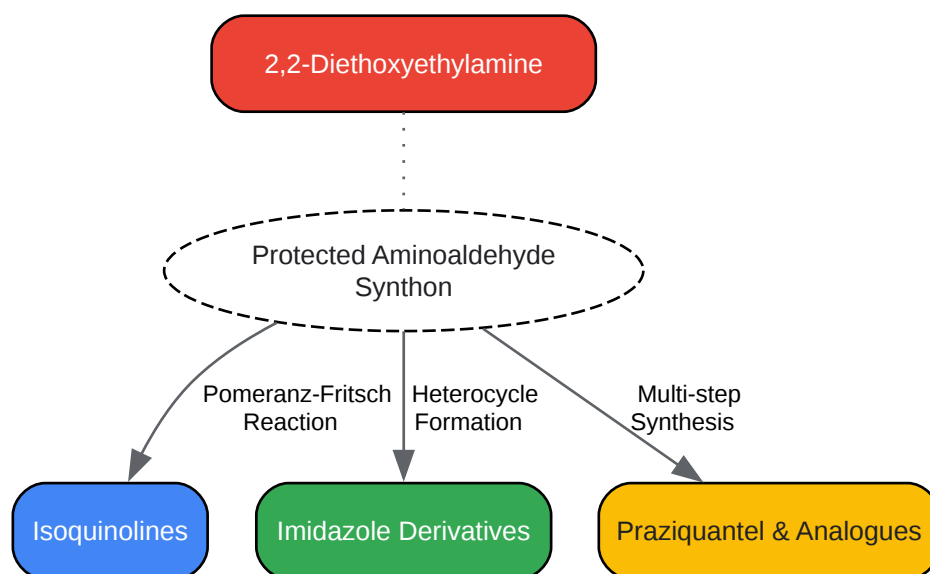 2,2-Diethoxyethylamine
Protected Aminoaldehyde
Synthon
Pomeranz-Fritsch
Reaction
Heterocycle
Formation
Multi-step
Synthesis
Isoquinolines
Imidazole Derivatives
Praziquantel & Analogues